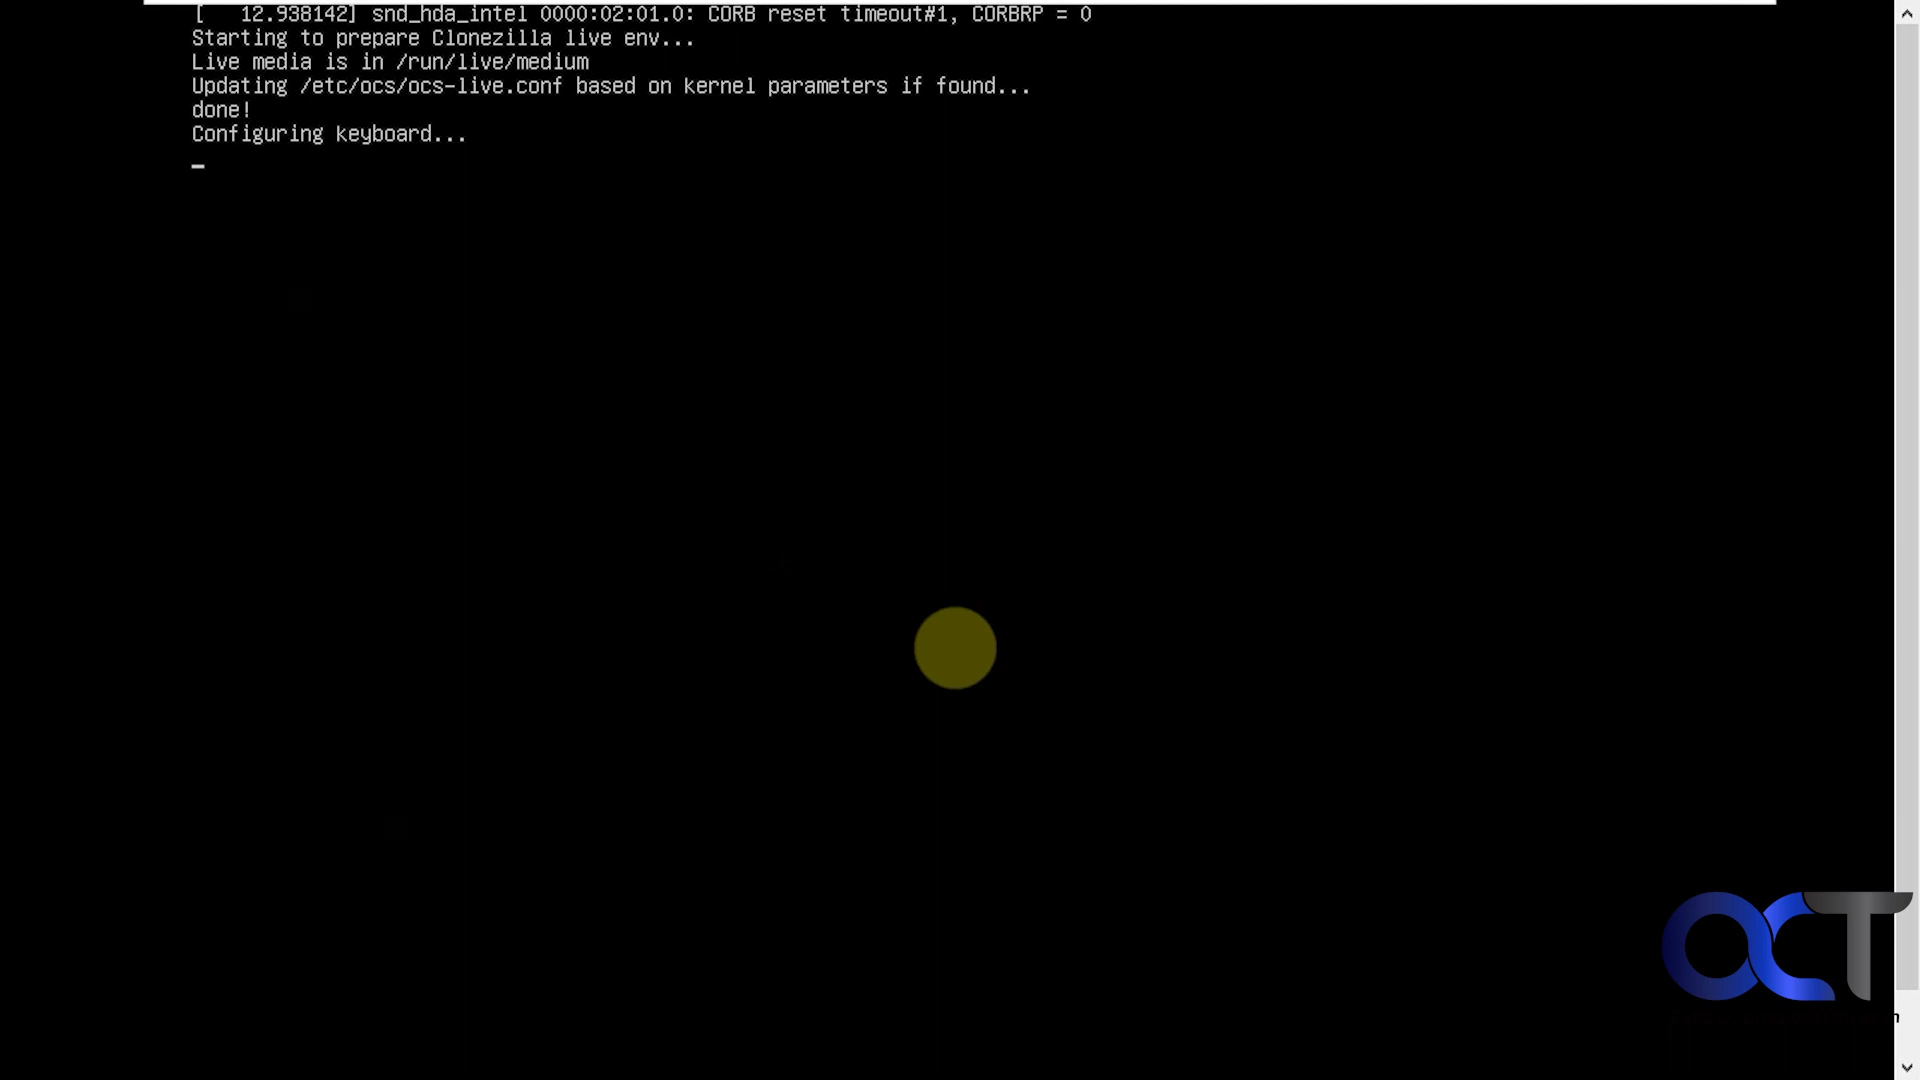 [   12.938142] snd_hda_intel 0000:02:01.0: CORB reset timeout#1, CORBRP = 0
Starting to prepare Clonezilla live env...
Live media is in /run/live/medium
Updating /etc/ocs/ocs-live.conf based on kernel parameters if found...
done!
Configuring keyboard...
OCT